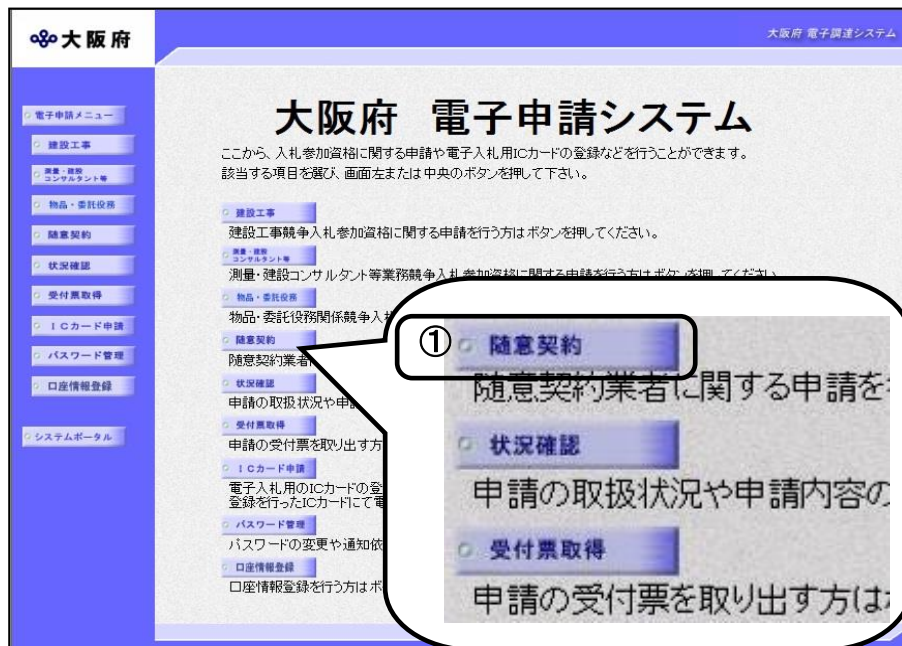 大阪府
大阪府 電子調達システム
電子申請メニュー
建設工事
測量・建設
コンサルタント等
物品・委託役務
随意契約
状況確認
受付票取得
ICカード申請
パスワード管理
口座情報登録
システムポータル
大阪府 電子申請システム
ここから、入札参加資格に関する申請や電子入札用ICカードの登録などを行うことができます。
該当する項目を選び、画面左または中央のボタンを押して下さい。
建設工事
建設工事競争入札参加資格に関する申請を行う方はボタンを押してください。
測量・建設
コンサルタント等
測量・建設コンサルタント等業務競争入札参加資格に関する申請を行う方はボタンを押してください
物品・委託役務
物品・委託役務関係競争入札
随意契約
随意契約業者
状況確認
申請の取扱状況や申
受付票取得
申請の受付票を取り出す方
ICカード申請
電子入札用のICカードの登
登録を行ったICカードにて電
パスワード管理
パスワードの変更や通知依
口座情報登録
口座情報登録を行う方はボ
① 随意契約
随意契約業者に関する申請を
状況確認
申請の取扱状況や申請内容の
受付票取得
申請の受付票を取り出す方は